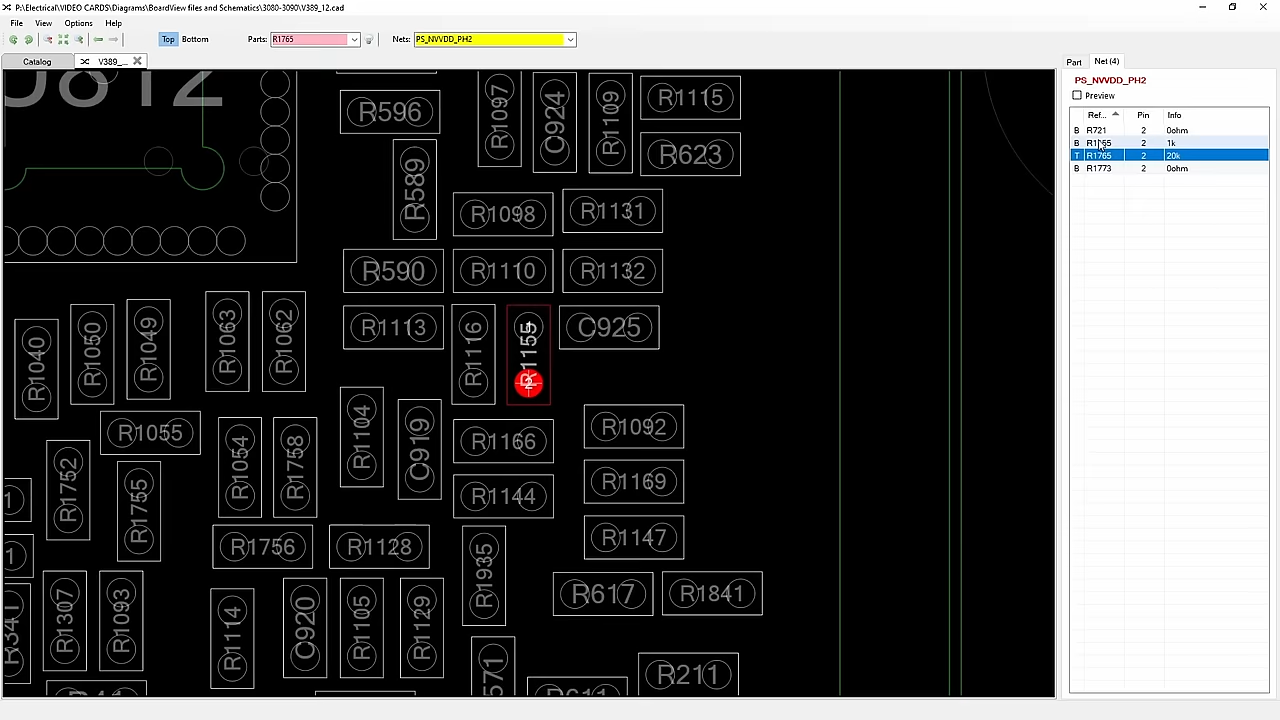 P:\Electrical\VIDEO CARDS\Diagrams\BoardView files and Schematics\3080-3090\V389_12.cad
File View Options Help
Top Bottom Parts: R1765 Nets: PS_NVVDD_PH2
Catalog V389_...
Part Net (4)
PS_NVVDD_PH2
Preview
Ref... Pin Info
B R721 2 0ohm
B R1765 2 1k
T R1765 2 20k
B R1773 2 0ohm
R596
R1097
C924
R1109
R1115
R623
R589
R1098
R1131
R590
R1110
R1132
R1113
R1116
R1155
2
C925
R1040
R1050
R1049
R1063
R1062
R1055
R1104
C919
R1166
R1092
R1752
R1755
R1054
R1758
R1144
R1169
R1756
R1128
R1935
R1147
R617
R1841
R1307
R1093
R1114
C920
R1105
R1129
R211